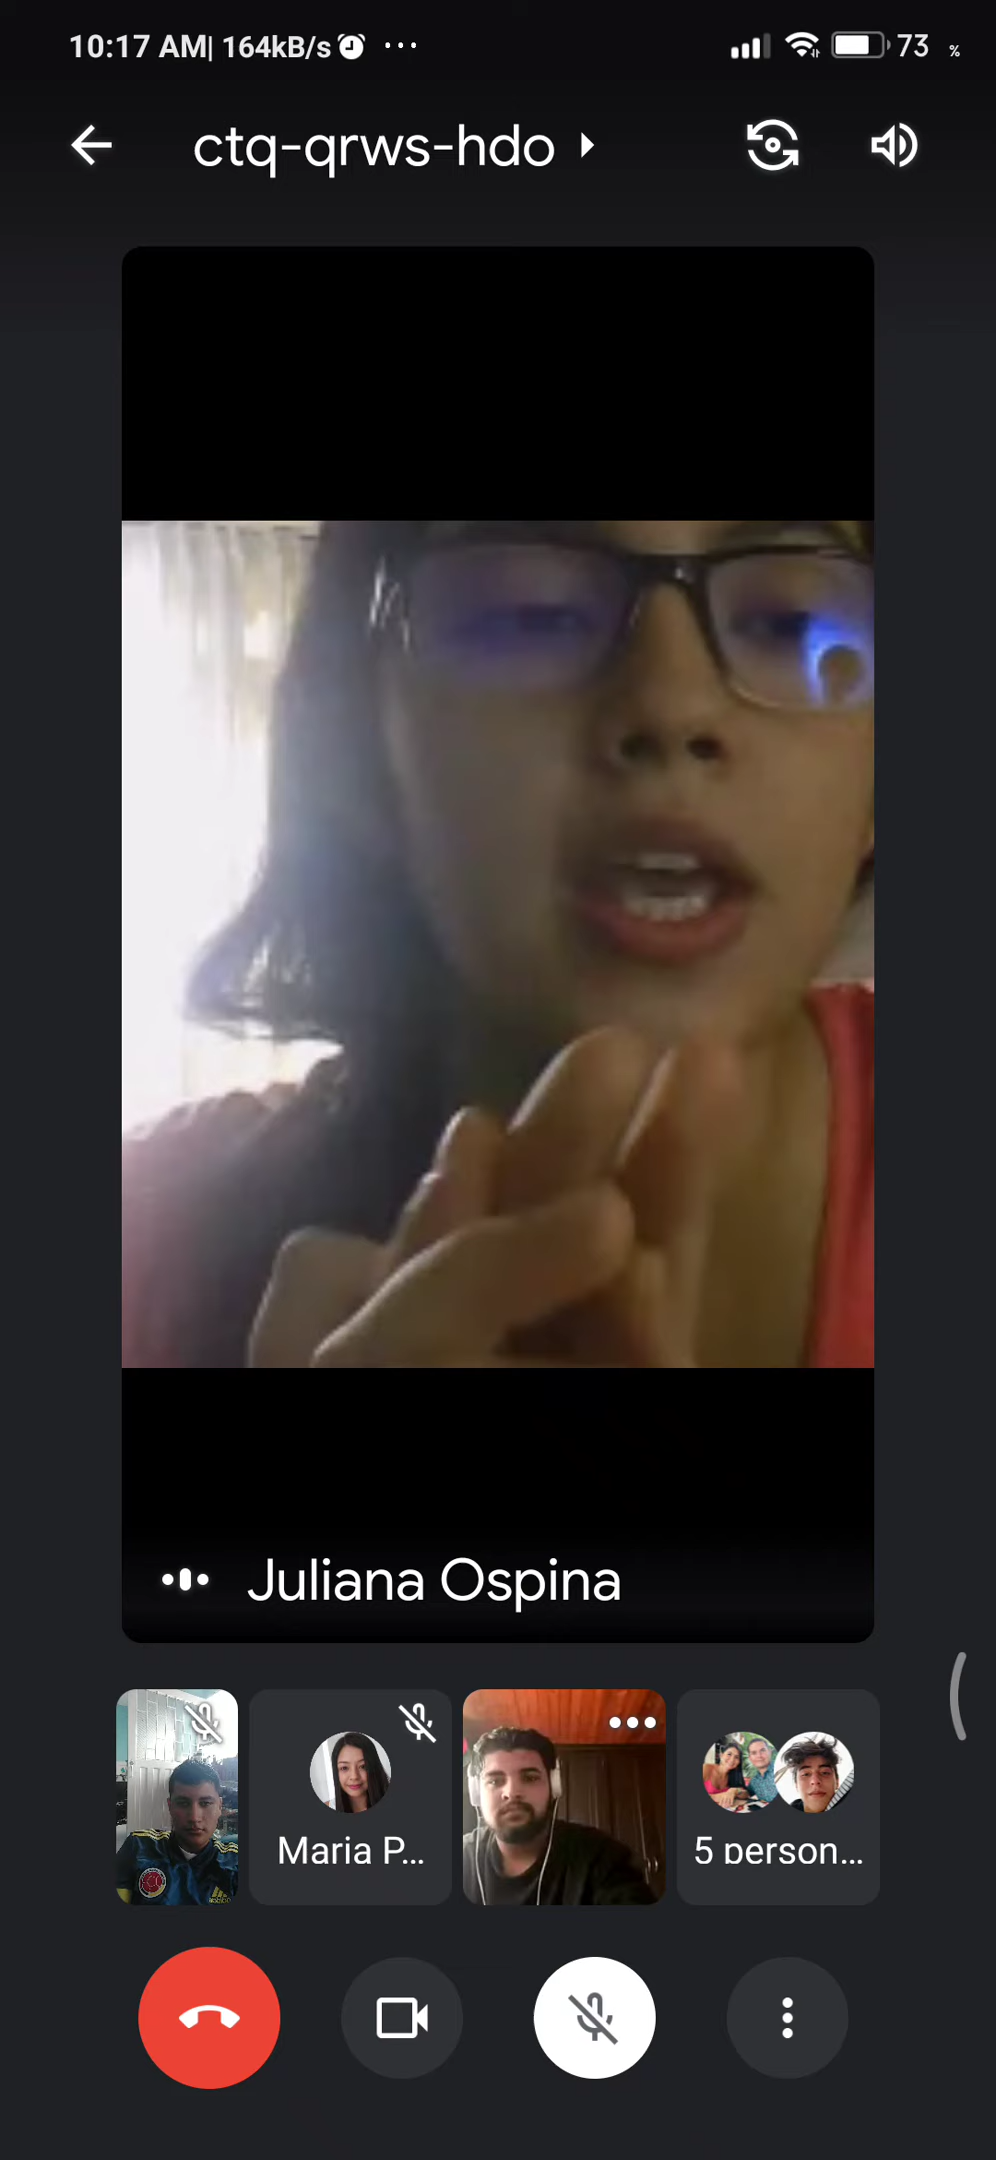 10:17 AM| 164kB/s ... 73 %
ctq-qrws-hdo
Juliana Ospina
Maria P...
5 person...